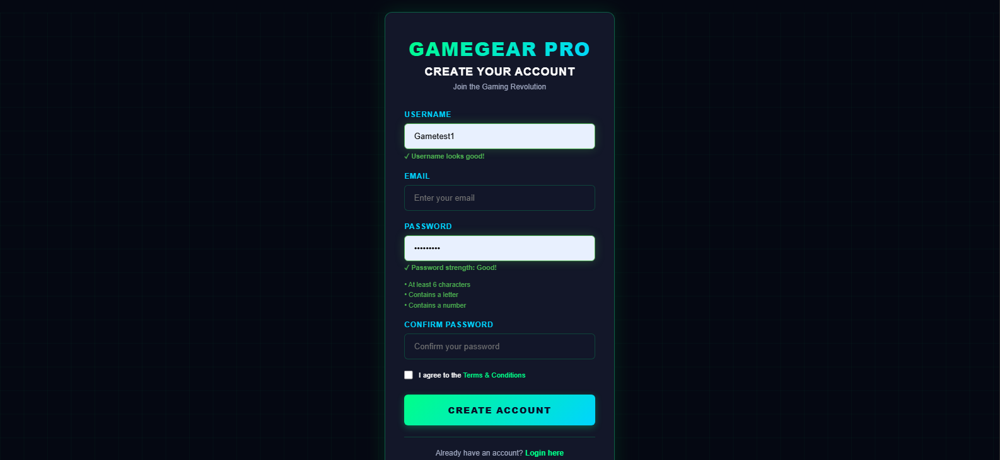 GAMEGEAR PRO
CREATE YOUR ACCOUNT
Join the Gaming Revolution
USERNAME
Gametest1
✓ Username looks good!
EMAIL
Enter your email
PASSWORD
•••••••••
✓ Password strength: Good!
• At least 6 characters
• Contains a letter
• Contains a number
CONFIRM PASSWORD
Confirm your password
I agree to the Terms & Conditions
CREATE ACCOUNT
Already have an account? Login here